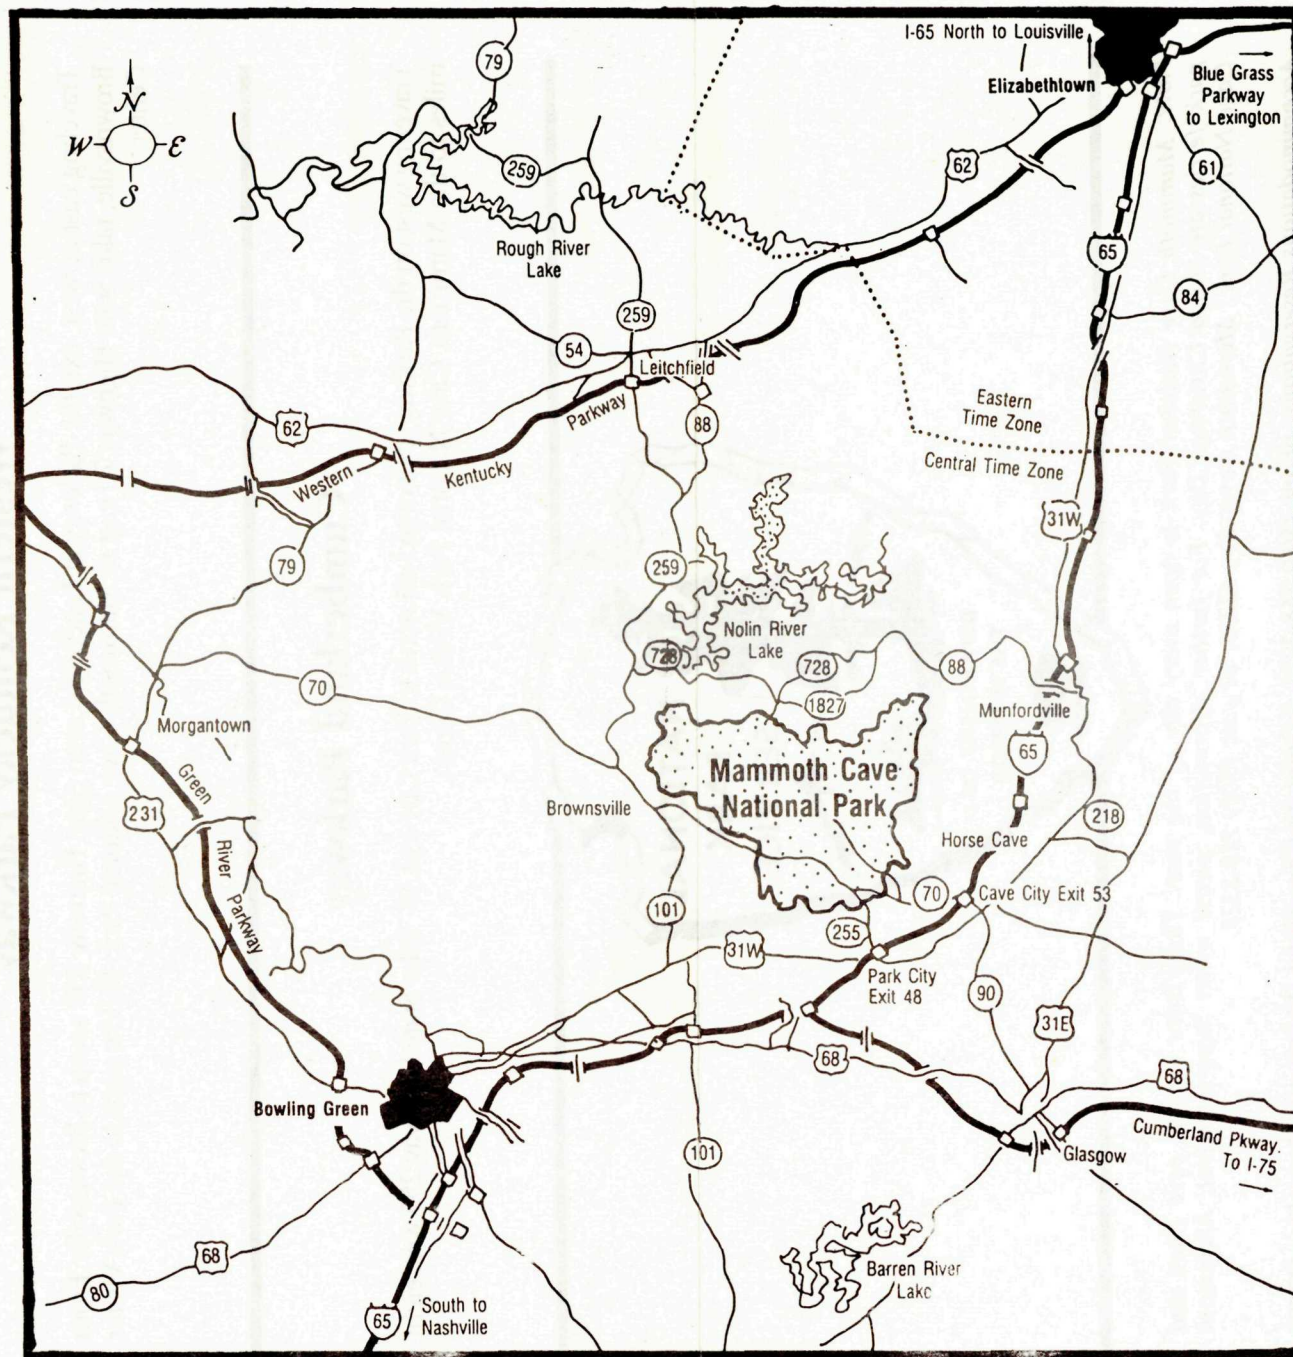 I-65 North to Louisville
Elizabethtown
Blue Grass
Parkway
to Lexington
N
W E
S
79
259
62
61
Rough River
Lake
65
84
259
54
Leitchfield
Parkway
88
Eastern
Time Zone
Central Time Zone
62
Western
Kentucky
31W
79
259
Nolin River
Lake
728
728
88
1827
70
Morgantown
Munfordville
65
Mammoth Cave
National Park
Green
231
Brownsville
218
Horse Cave
River
Parkway
70
Cave City Exit 53
101
255
31W
Park City
Exit 48
90
31E
68
68
Bowling Green
Cumberland Pkway.
To I-75
Glasgow
101
68
80
Barren River
Lake
65
South to
Nashville